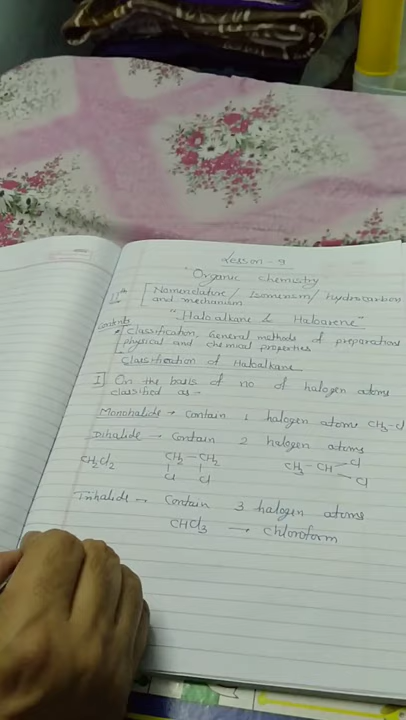 Lesson - 9
"Organic chemistry
11th [Nomenclature/ Isomerism/ hydrocarbon
and mechanism
"Haloalkane & Haloarene"
contents
• Classification, General methods of preparations
physical and chemical properties
Classification of Haloalkane
I] On the basis of no of halogen atoms
classified as -
Monohalide → Contain 1 halogen atoms CH3-Cl
Dihalide → Contain 2 halogen atoms
CH2Cl2 CH2 - CH2 CH3 - CH Cl
Cl Cl Cl
Trihalide → Contain 3 halogen atoms
CHCl3 → chloroform